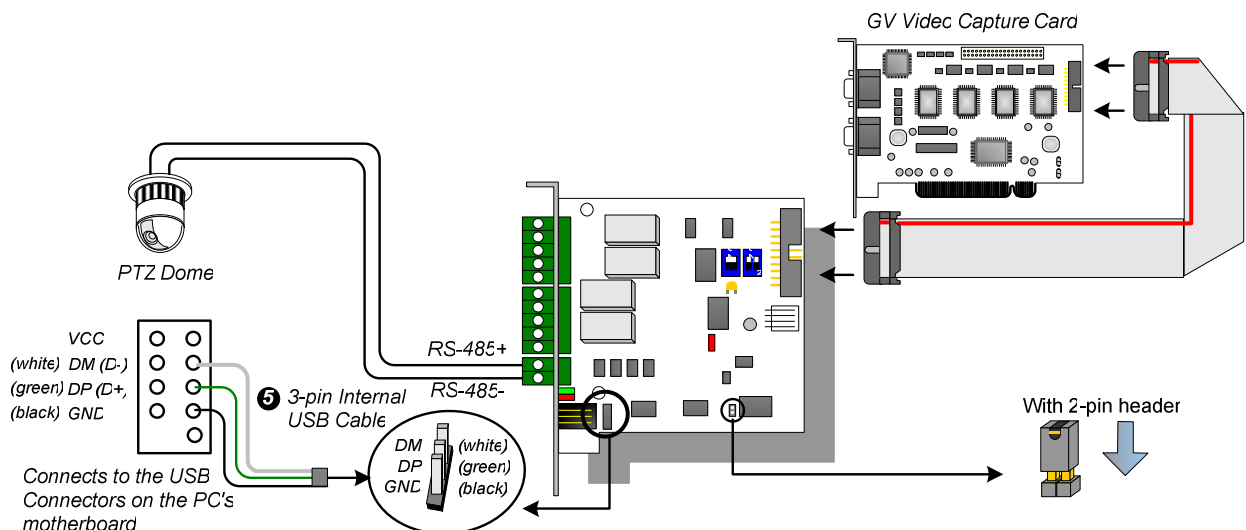 GV Video Capture Card
PTZ Dome
RS-485+
RS-485-
VCC
(white) DM (D-)
(green) DP (D+)
(black) GND
5 3-pin Internal
USB Cable
DM (white)
DP (green)
GND (black)
Connects to the USB
Connectors on the PC's
motherboard
With 2-pin header